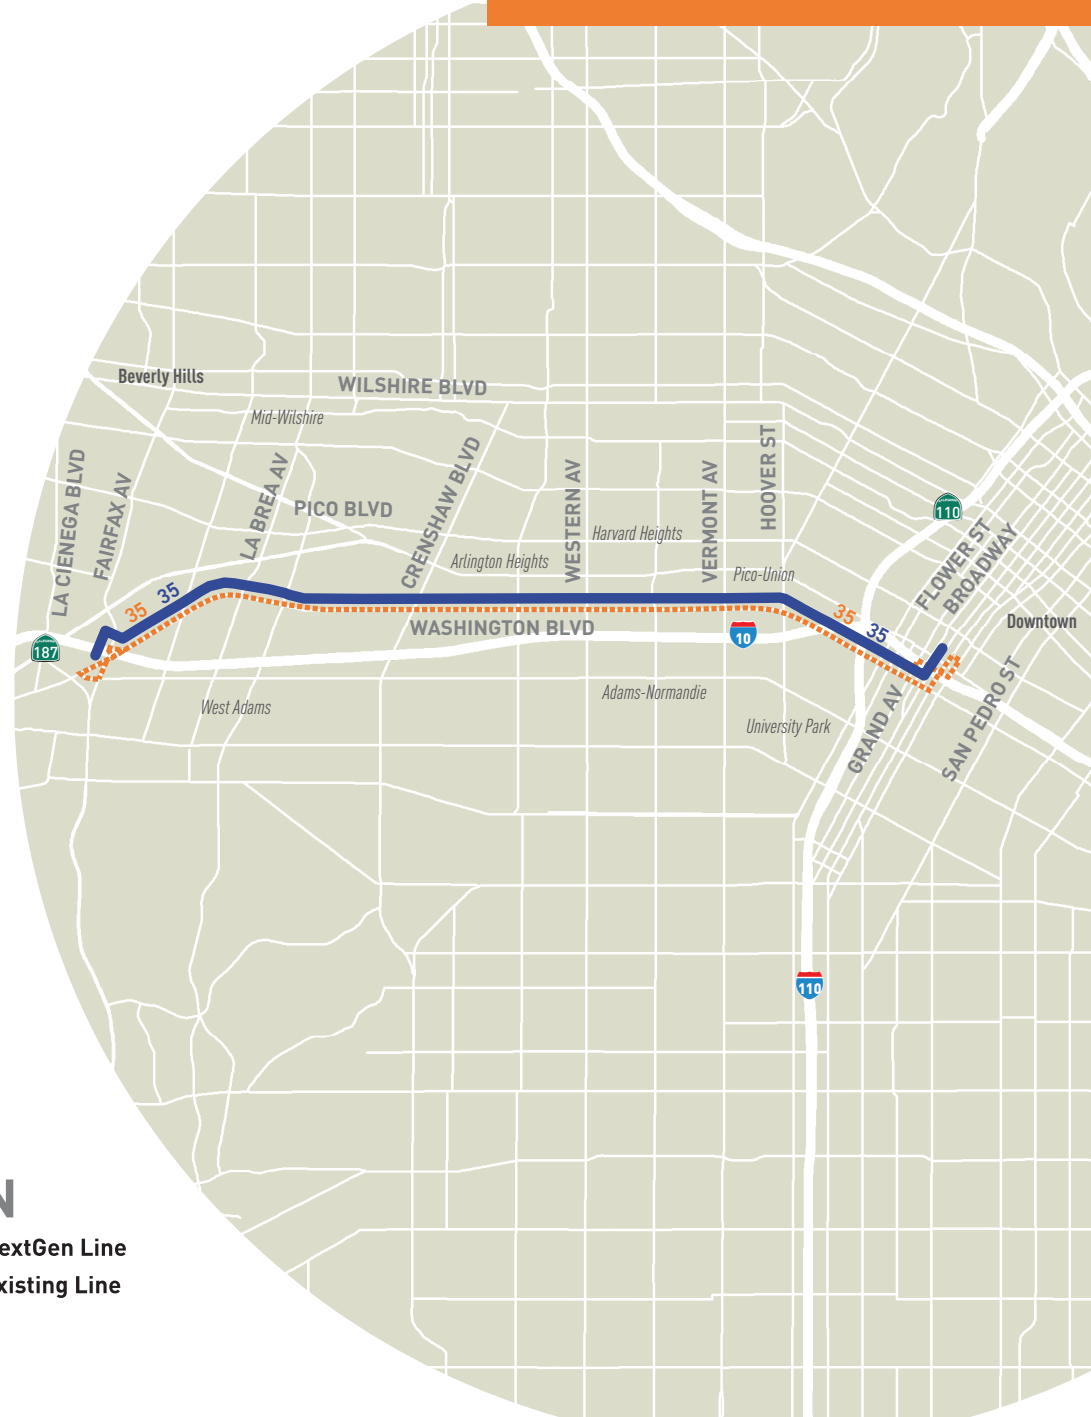 Beverly Hills
WILSHIRE BLVD
Mid-Wilshire
LA CIENEGA BLVD
FAIRFAX AV
LA BREA AV
PICO BLVD
CRENSHAW BLVD
Arlington Heights
WESTERN AV
Harvard Heights
VERMONT AV
HOOVER ST
Pico-Union
CALIFORNIA
110
FLOWER ST
BROADWAY
Downtown
35
35
35
35
WASHINGTON BLVD
10
CALIFORNIA
187
West Adams
Adams-Normandie
University Park
GRAND AV
SAN PEDRO ST
110
N
extGen Line
xisting Line